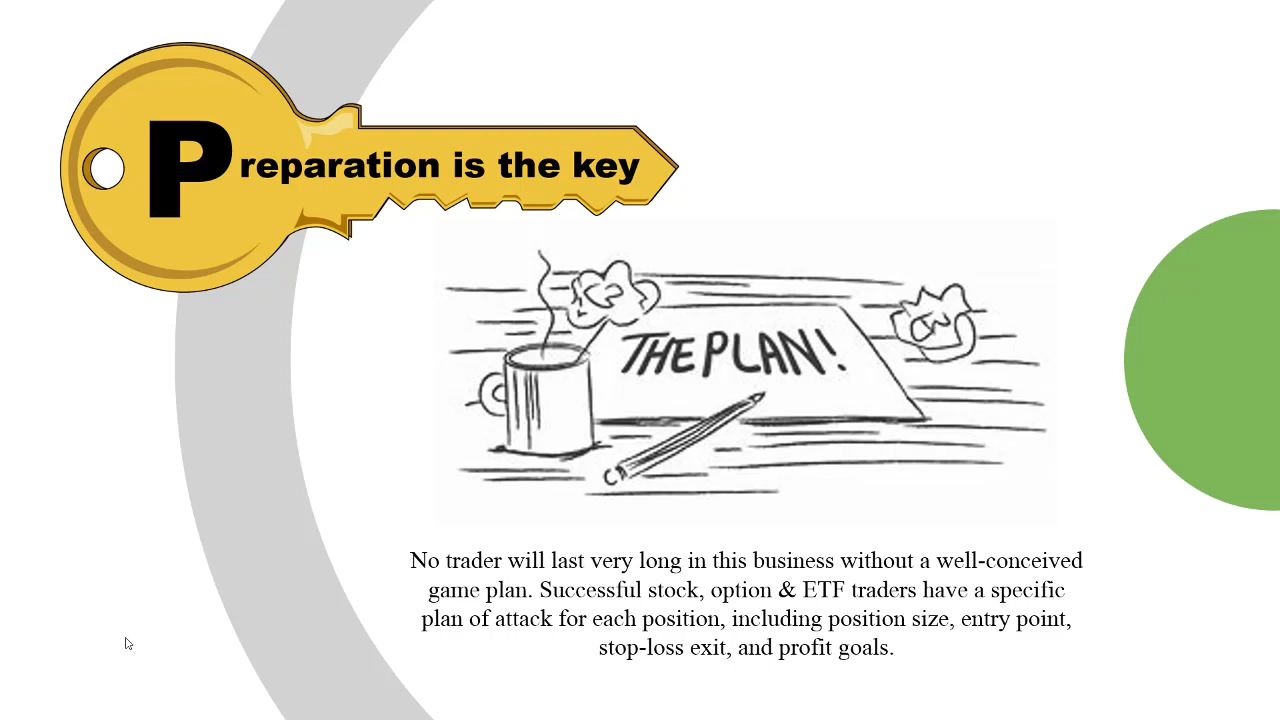 Preparation is the key
THE PLAN!
No trader will last very long in this business without a well-conceived
game plan. Successful stock, option & ETF traders have a specific
plan of attack for each position, including position size, entry point,
stop-loss exit, and profit goals.